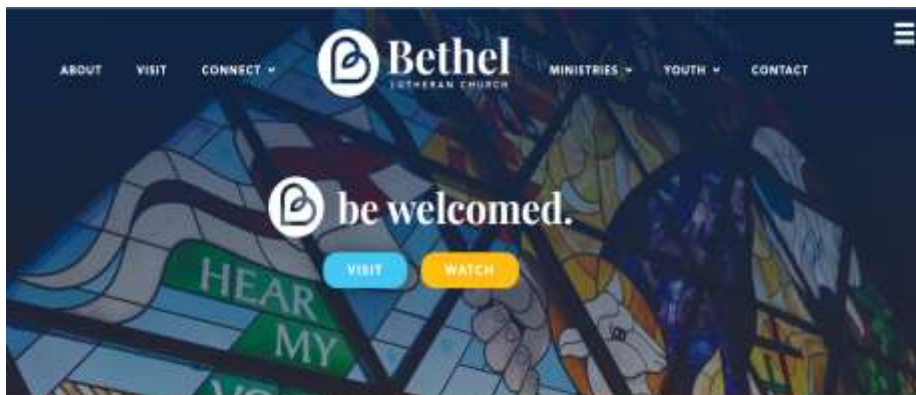 ABOUT VISIT CONNECT Bethel MINISTRIES YOUTH CONTACT
LUTHERAN CHURCH
be welcomed.
VISIT WATCH
HEAR
MY